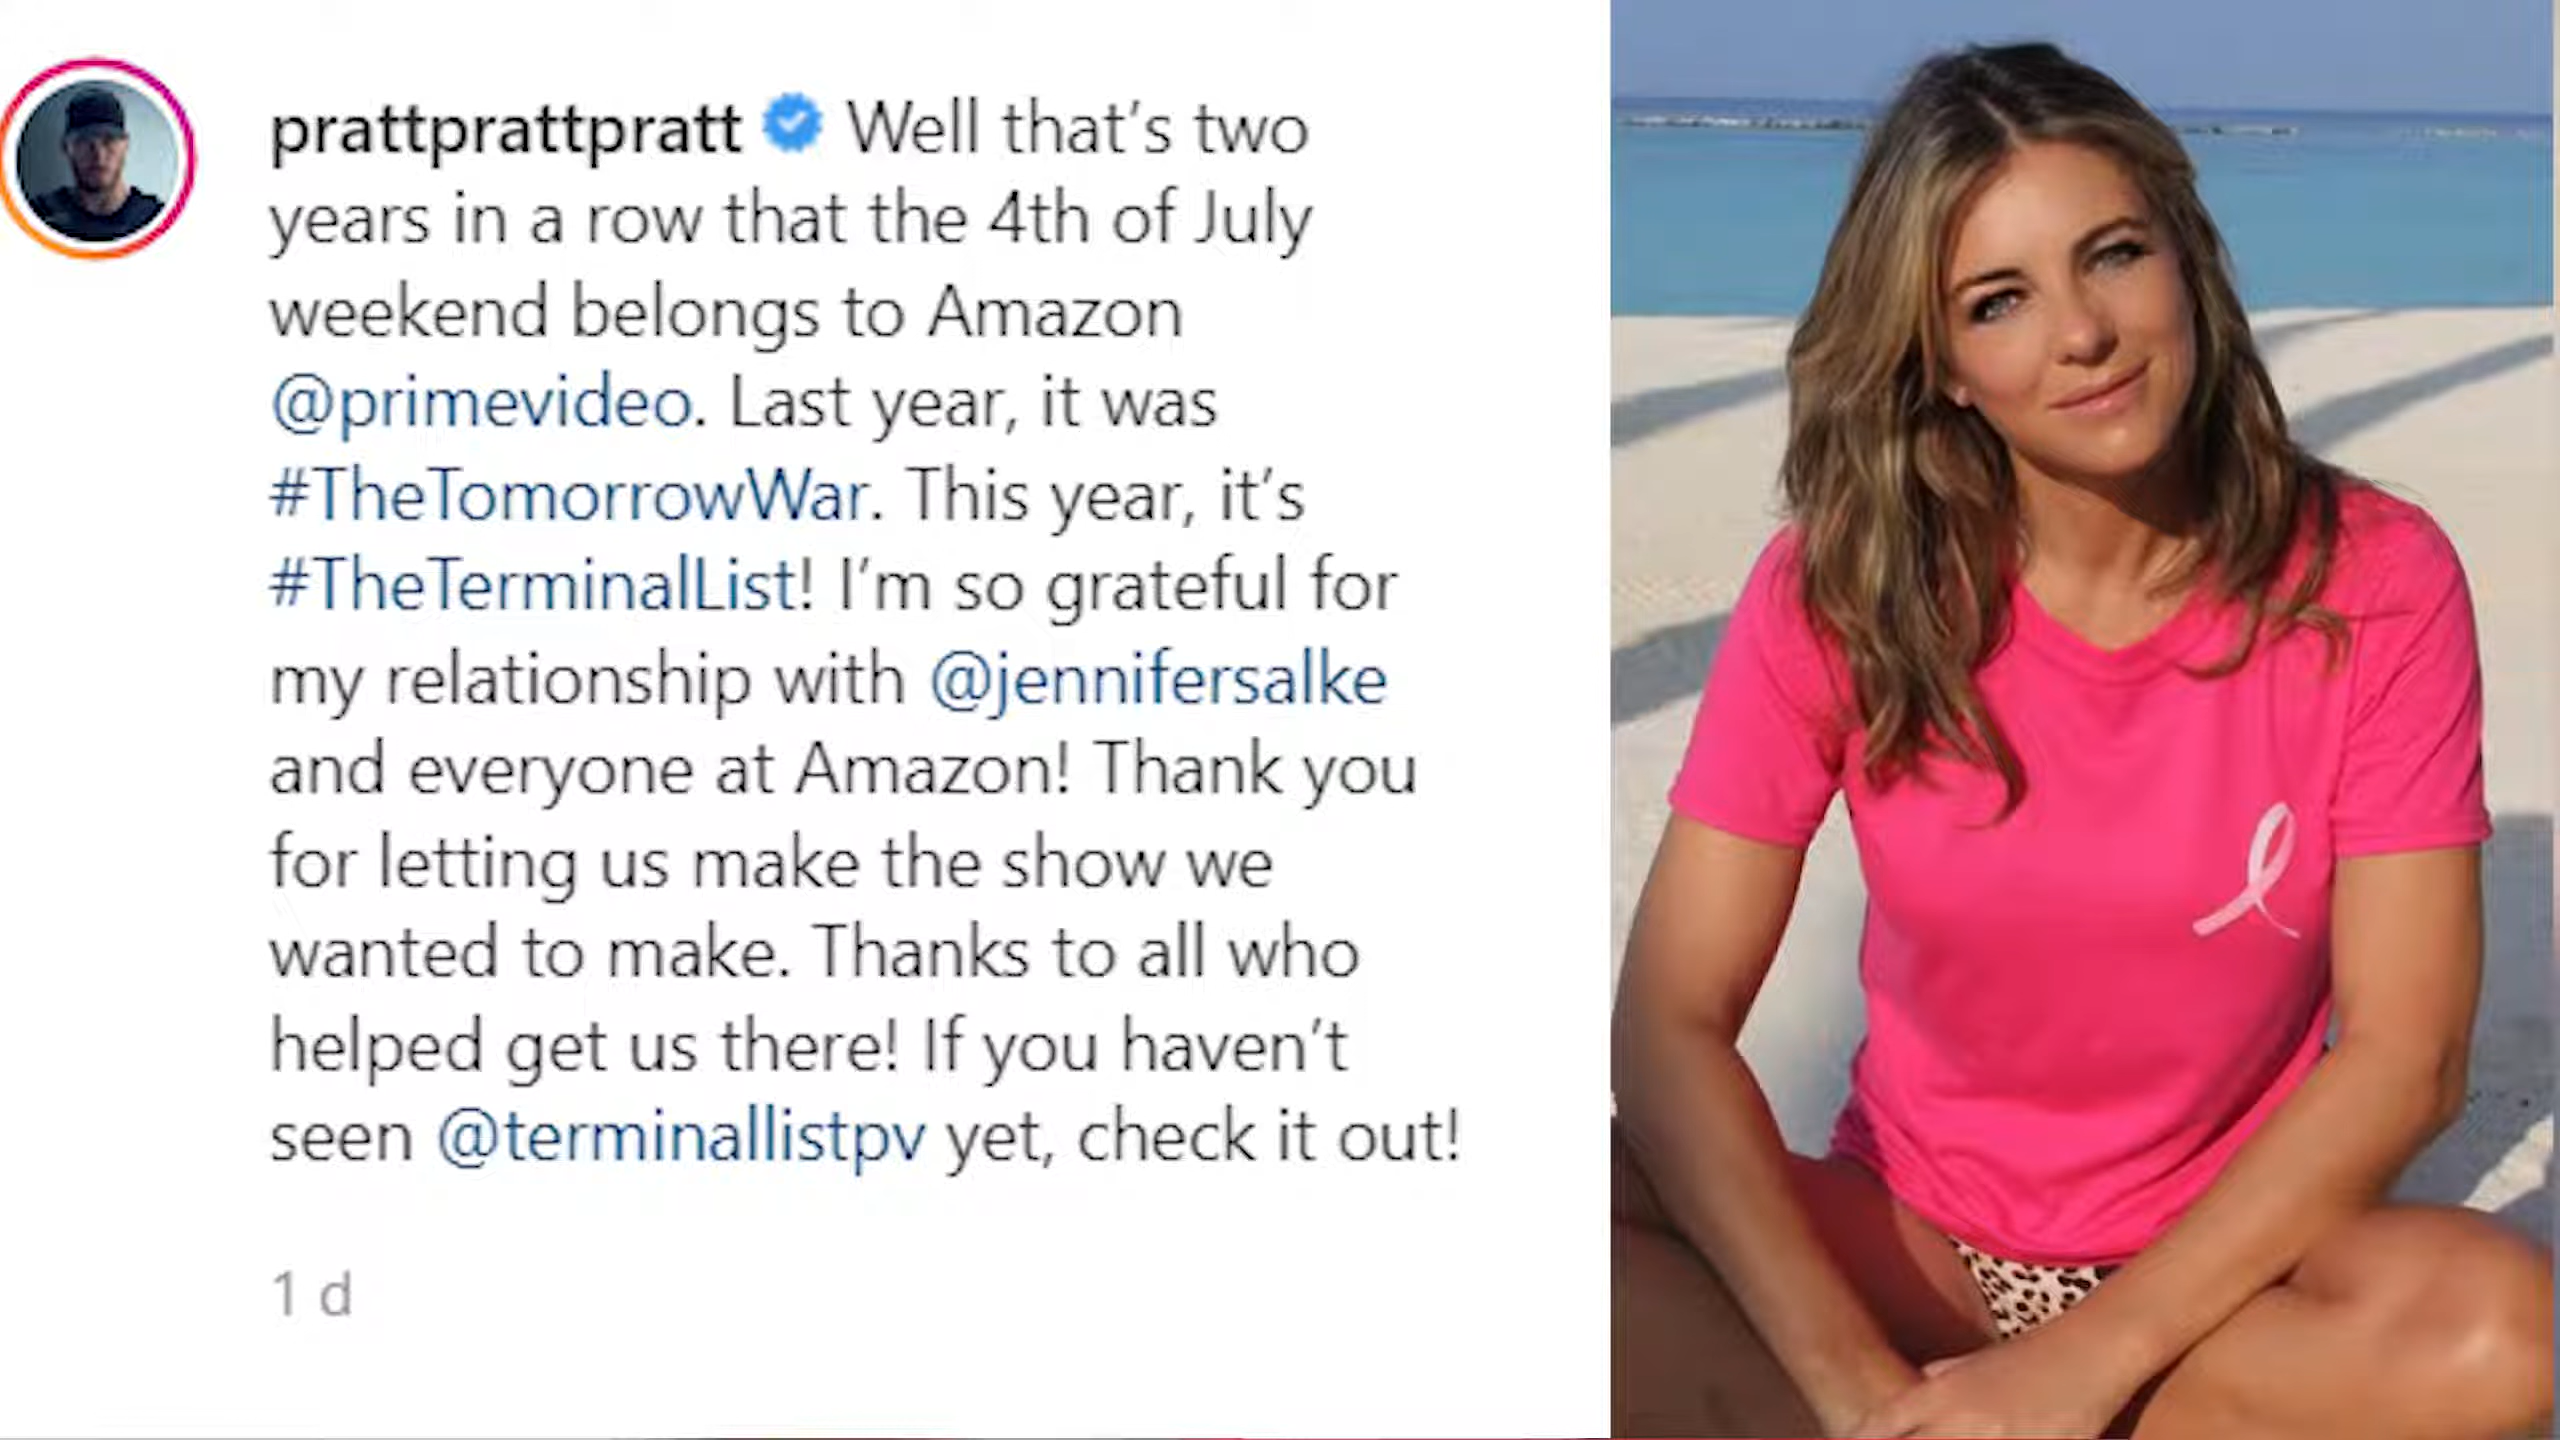 prattprattpratt Well that’s two
years in a row that the 4th of July
weekend belongs to Amazon
@primevideo. Last year, it was
#TheTomorrowWar. This year, it’s
#TheTerminalList! I’m so grateful for
my relationship with @jennifersalke
and everyone at Amazon! Thank you
for letting us make the show we
wanted to make. Thanks to all who
helped get us there! If you haven’t
seen @terminallistpv yet, check it out!
1 d